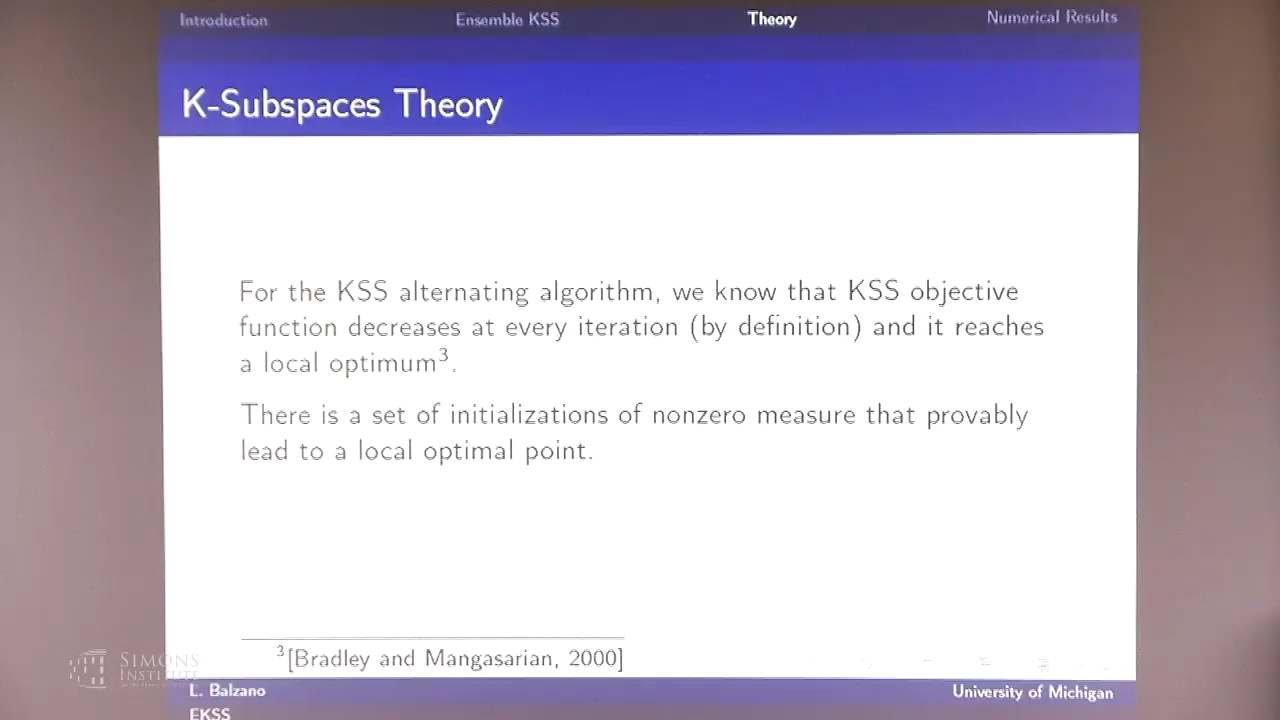 Introduction Ensemble KSS Theory Numerical Results
K-Subspaces Theory
For the KSS alternating algorithm, we know that KSS objective
function decreases at every iteration (by definition) and it reaches
a local optimum³.
There is a set of initializations of nonzero measure that provably
lead to a local optimal point.
³[Bradley and Mangasarian, 2000]
SIMONS
INSTITUTE
L. Balzano University of Michigan
EKSS